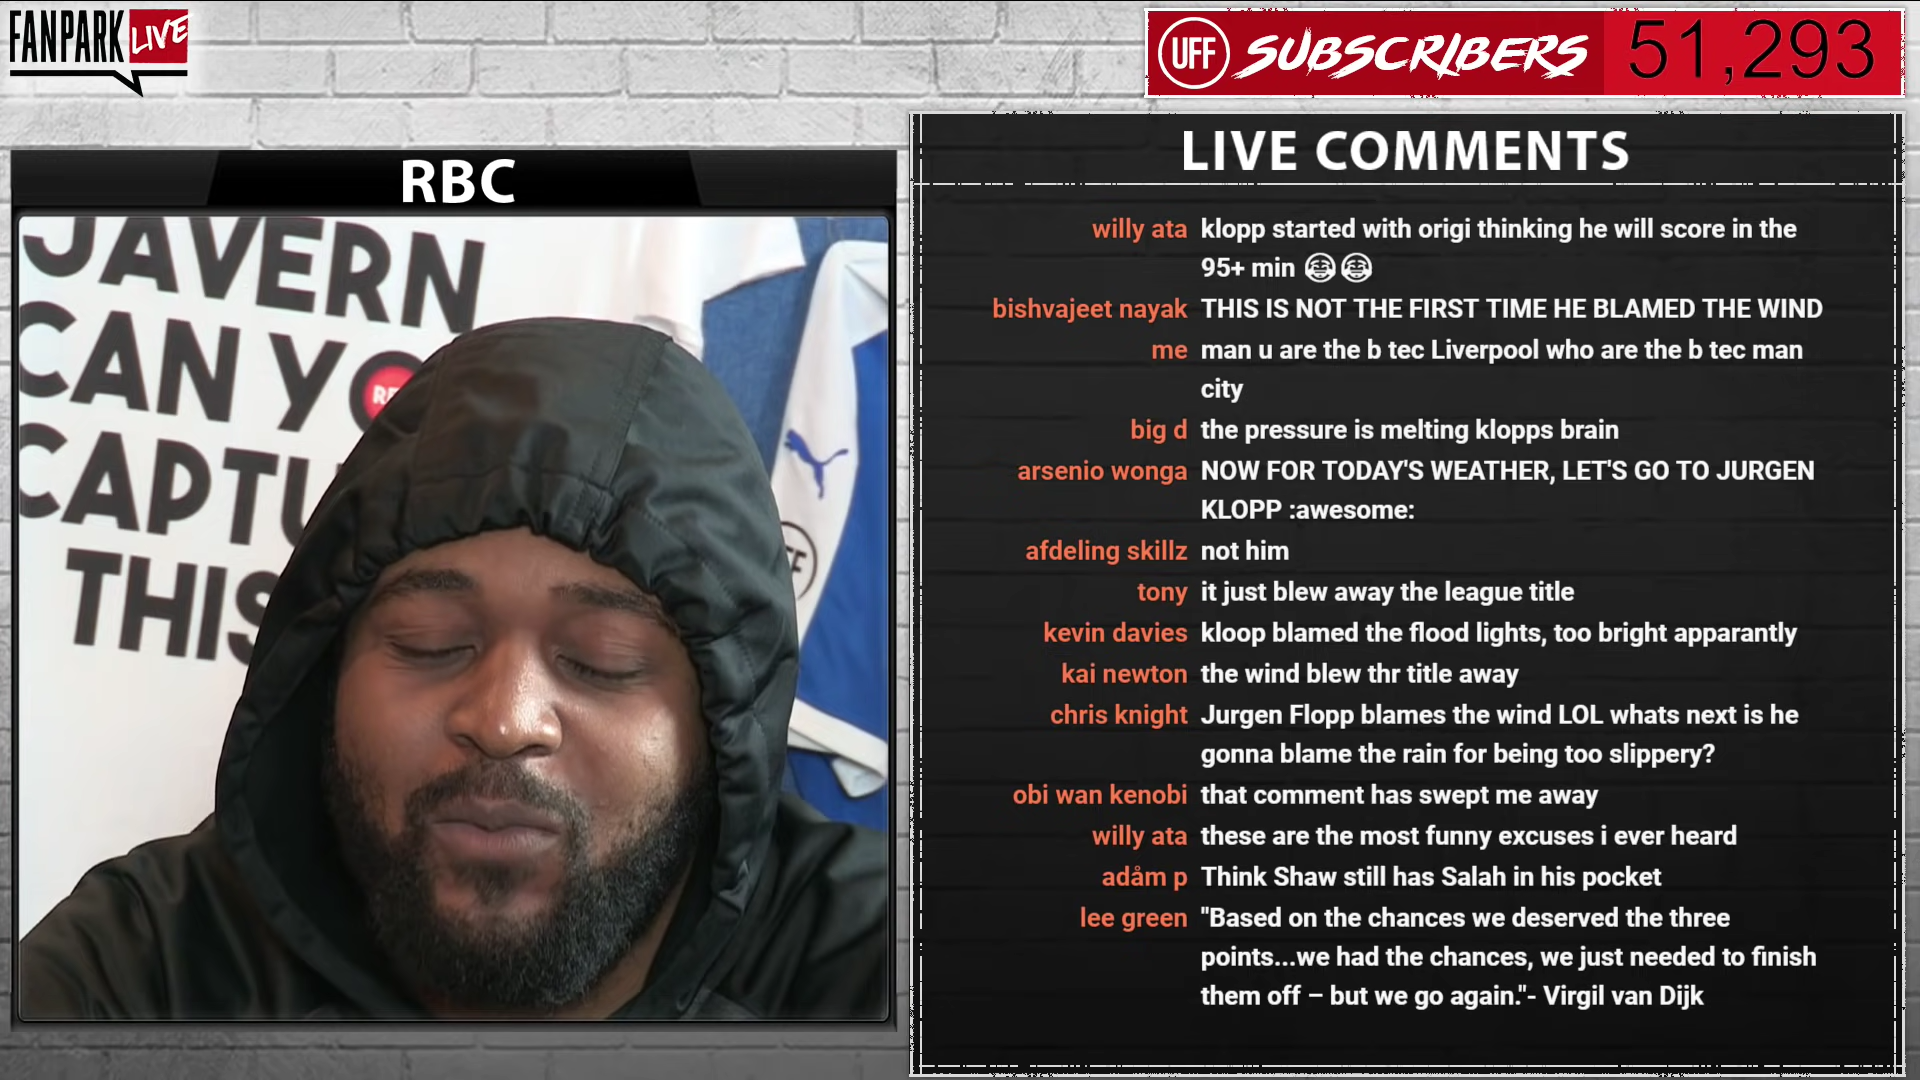 FANPARK LIVE
UFF SUBSCRIBERS 51,293
RBC
JAVERN
CAN YO
CAPTU
THIS
LIVE COMMENTS
willy ata klopp started with origi thinking he will score in the
95+ min 😂😂
bishvajeet nayak THIS IS NOT THE FIRST TIME HE BLAMED THE WIND
me man u are the b tec Liverpool who are the b tec man
city
big d the pressure is melting klopps brain
arsenio wonga NOW FOR TODAY'S WEATHER, LET'S GO TO JURGEN
KLOPP :awesome:
afdeling skillz not him
tony it just blew away the league title
kevin davies kloop blamed the flood lights, too bright apparantly
kai newton the wind blew thr title away
chris knight Jurgen Flopp blames the wind LOL whats next is he
gonna blame the rain for being too slippery?
obi wan kenobi that comment has swept me away
willy ata these are the most funny excuses i ever heard
adåm p Think Shaw still has Salah in his pocket
lee green "Based on the chances we deserved the three
points...we had the chances, we just needed to finish
them off – but we go again."- Virgil van Dijk